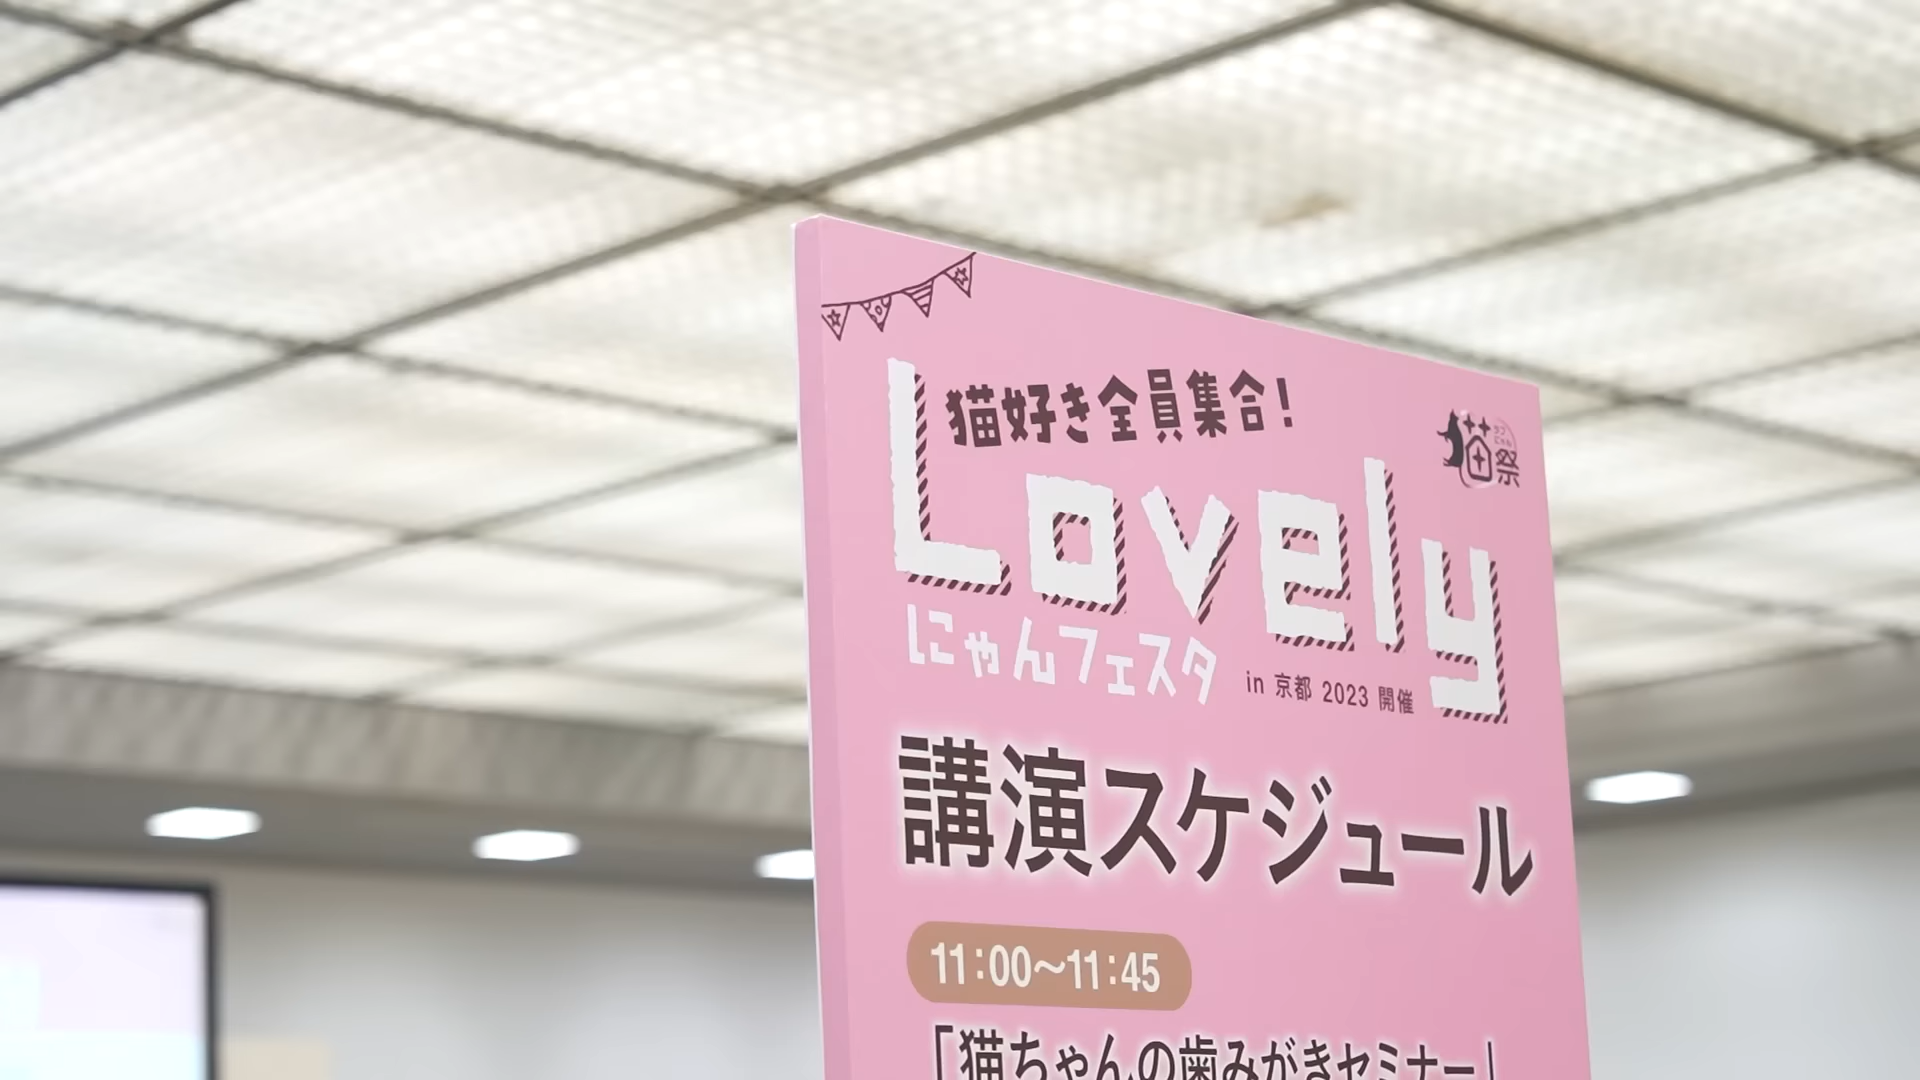 猫好き全員集合!
猫祭
Lovely
にゃんフェスタ
in 京都 2023 開催
講演スケジュール
11:00～11:45
「猫ちゃんの歯みがきセミナー」